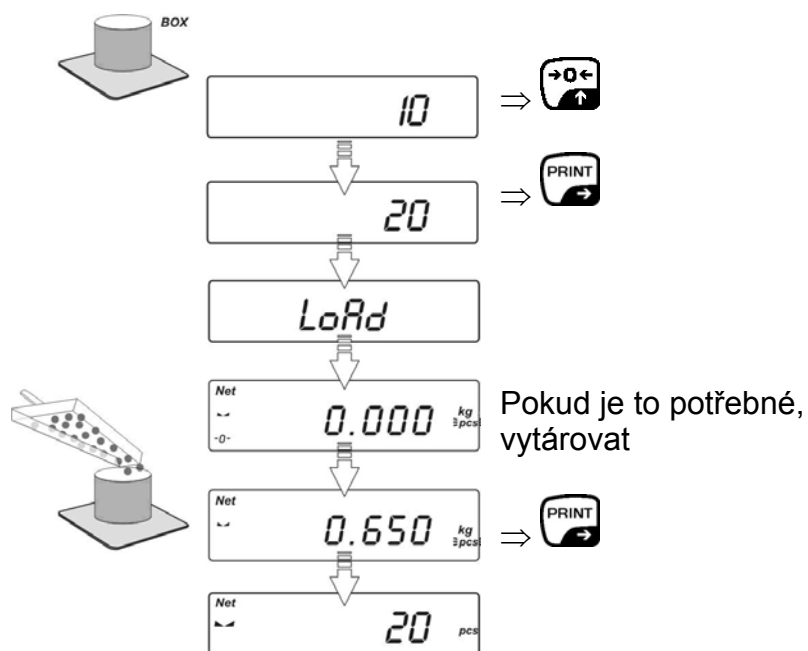 BOX
10
⇒ →0←
20
⇒ PRINT
LoAd
Net
0.000 kg
pcs
-0-
Pokud je to potřebné,
vytárovat
Net
0.650 kg
pcs
⇒ PRINT
Net
20 pcs